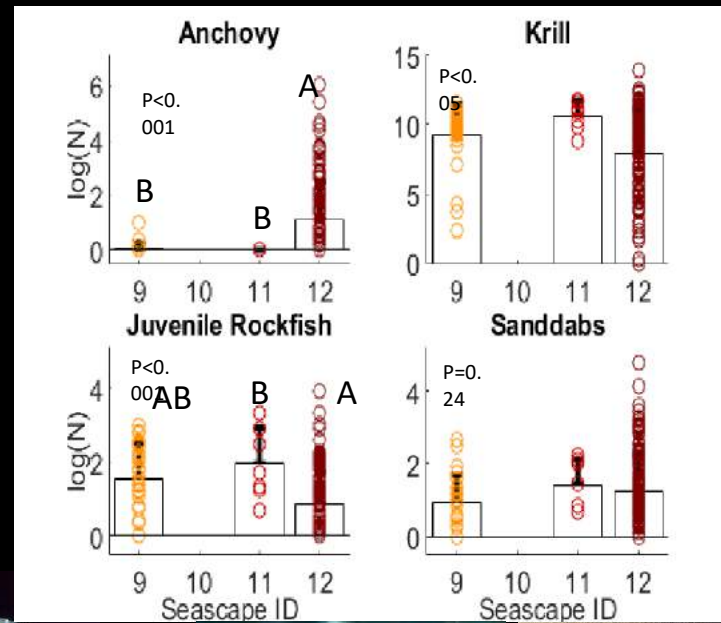 Anchovy
log(N)
6
4
2
0
P<0.
001
B
B
A
9 10 11 12
Krill
15
10
5
0
P<0.
05
9 10 11 12
Juvenile Rockfish
log(N)
4
2
0
P<0.
001
AB
B
A
9 10 11 12
Seascape ID
Sanddabs
4
2
0
P=0.
24
9 10 11 12
Seascape ID